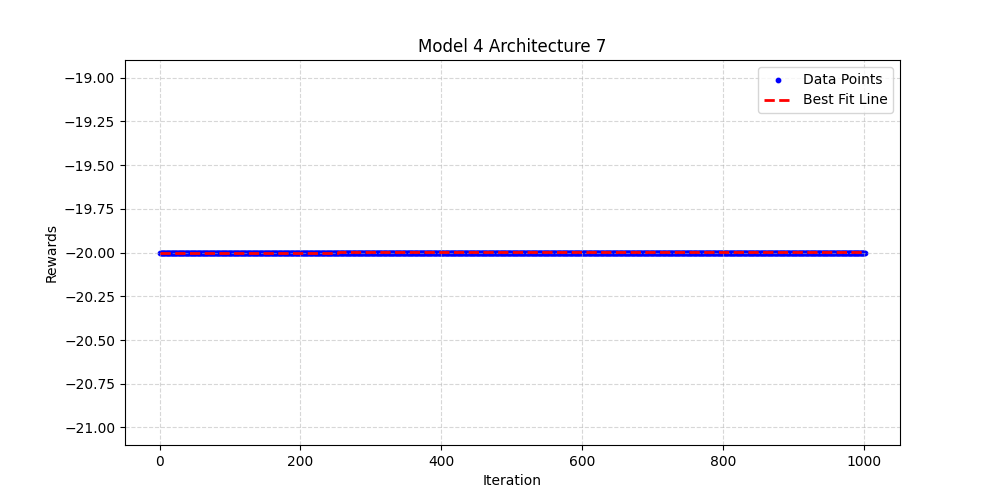 Model 4 Architecture 7
Data Points
Best Fit Line
Rewards
−19.00
−19.25
−19.50
−19.75
−20.00
−20.25
−20.50
−20.75
−21.00
0 200 400 600 800 1000
Iteration